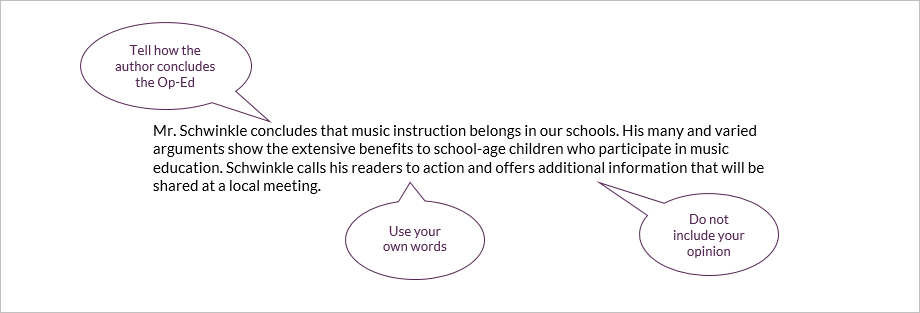 Tell how the
author concludes
the Op-Ed
Mr. Schwinkle concludes that music instruction belongs in our schools. His many and varied
arguments show the extensive benefits to school-age children who participate in music
education. Schwinkle calls his readers to action and offers additional information that will be
shared at a local meeting.
Use your
own words
Do not
include your
opinion